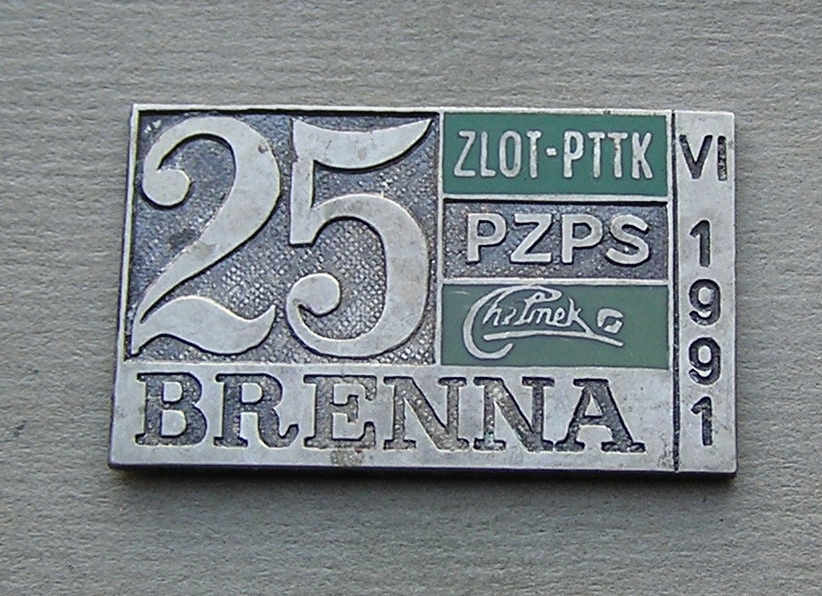 25
ZLOT-PTTK
PZPS
Chełmek
BRENNA
VI
1991